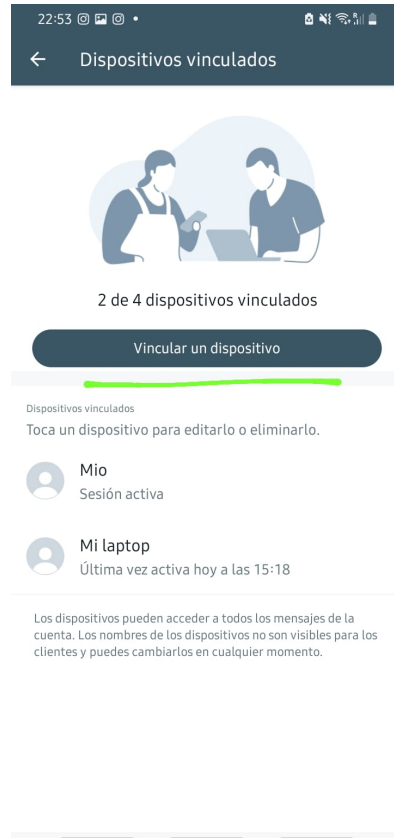 22:53
Dispositivos vinculados
2 de 4 dispositivos vinculados
Vincular un dispositivo
Dispositivos vinculados
Toca un dispositivo para editarlo o eliminarlo.
Mio
Sesión activa
Mi laptop
Última vez activa hoy a las 15:18
Los dispositivos pueden acceder a todos los mensajes de la
cuenta. Los nombres de los dispositivos no son visibles para los
clientes y puedes cambiarlos en cualquier momento.